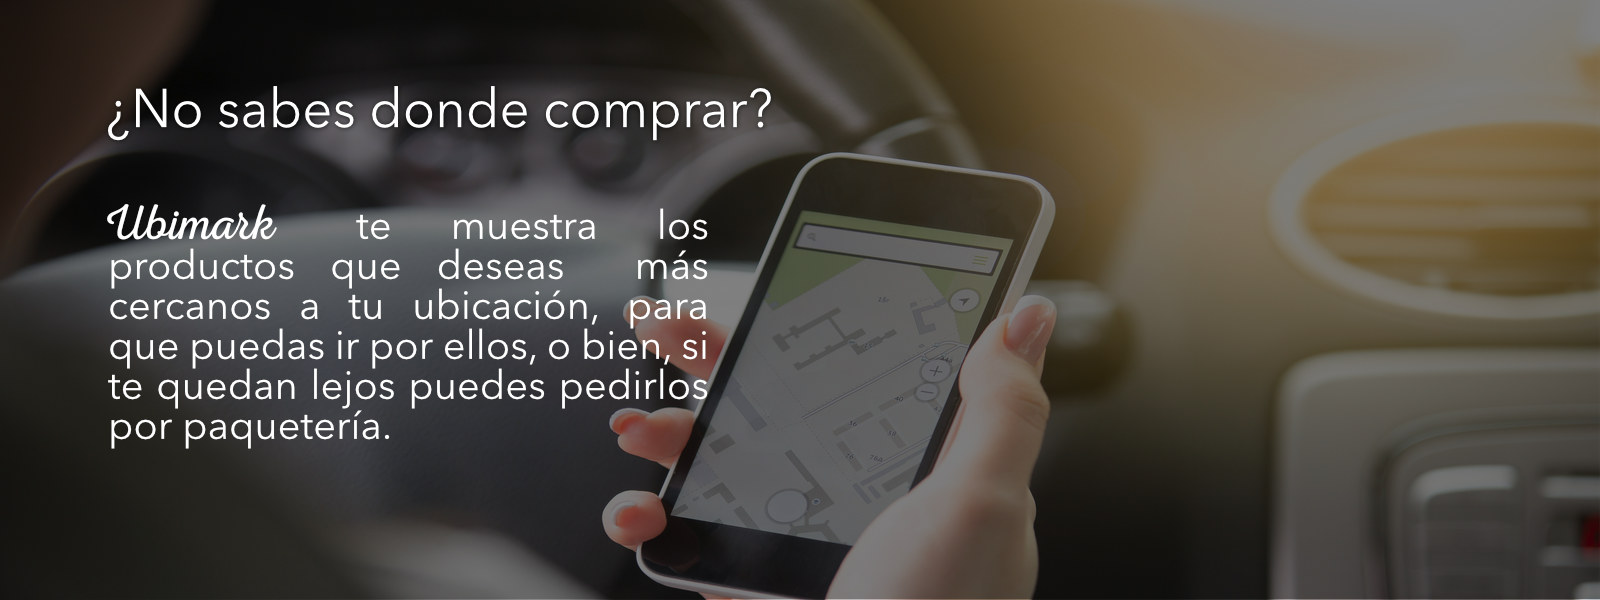 ¿No sabes donde comprar?
Ubimark te muestra los
productos que deseas más
cercanos a tu ubicación, para
que puedas ir por ellos, o bien, si
te quedan lejos puedes pedirlos
por paquetería.